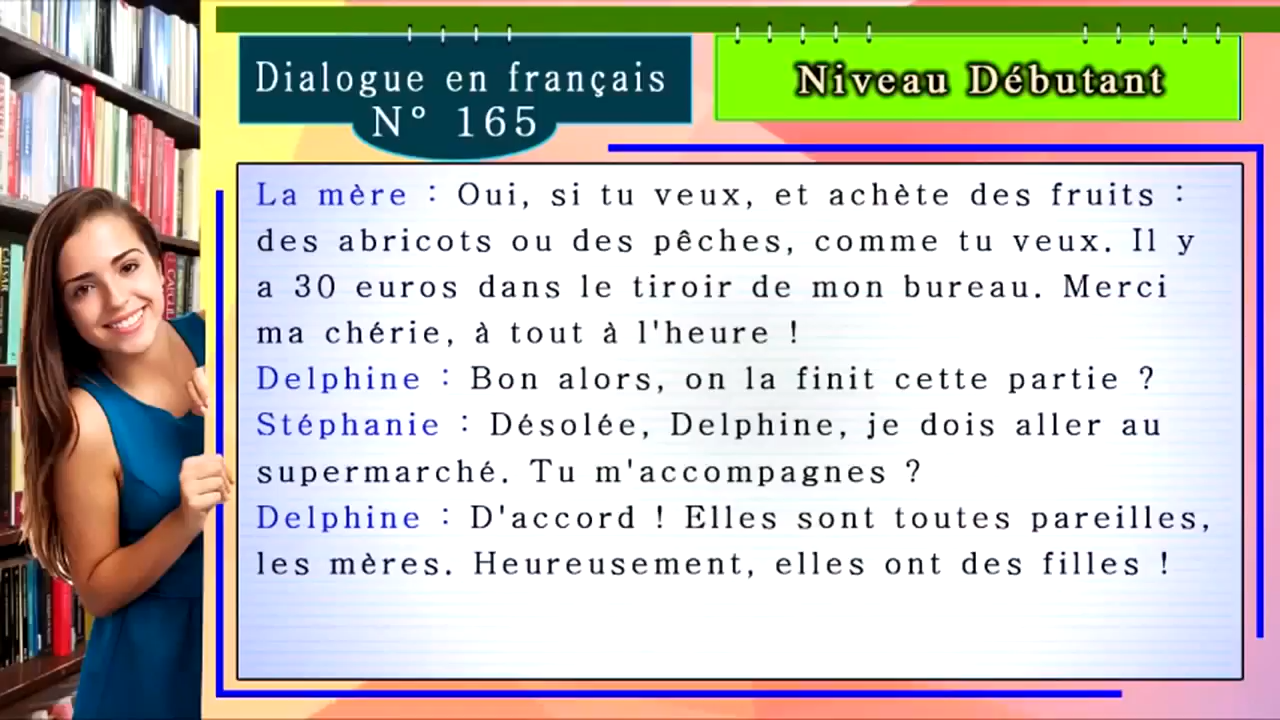 Dialogue en français
N° 165
Niveau Débutant
La mère : Oui, si tu veux, et achète des fruits :
des abricots ou des pêches, comme tu veux. Il y
a 30 euros dans le tiroir de mon bureau. Merci
ma chérie, à tout à l'heure !
Delphine : Bon alors, on la finit cette partie ?
Stéphanie : Désolée, Delphine, je dois aller au
supermarché. Tu m'accompagnes ?
Delphine : D'accord ! Elles sont toutes pareilles,
les mères. Heureusement, elles ont des filles !